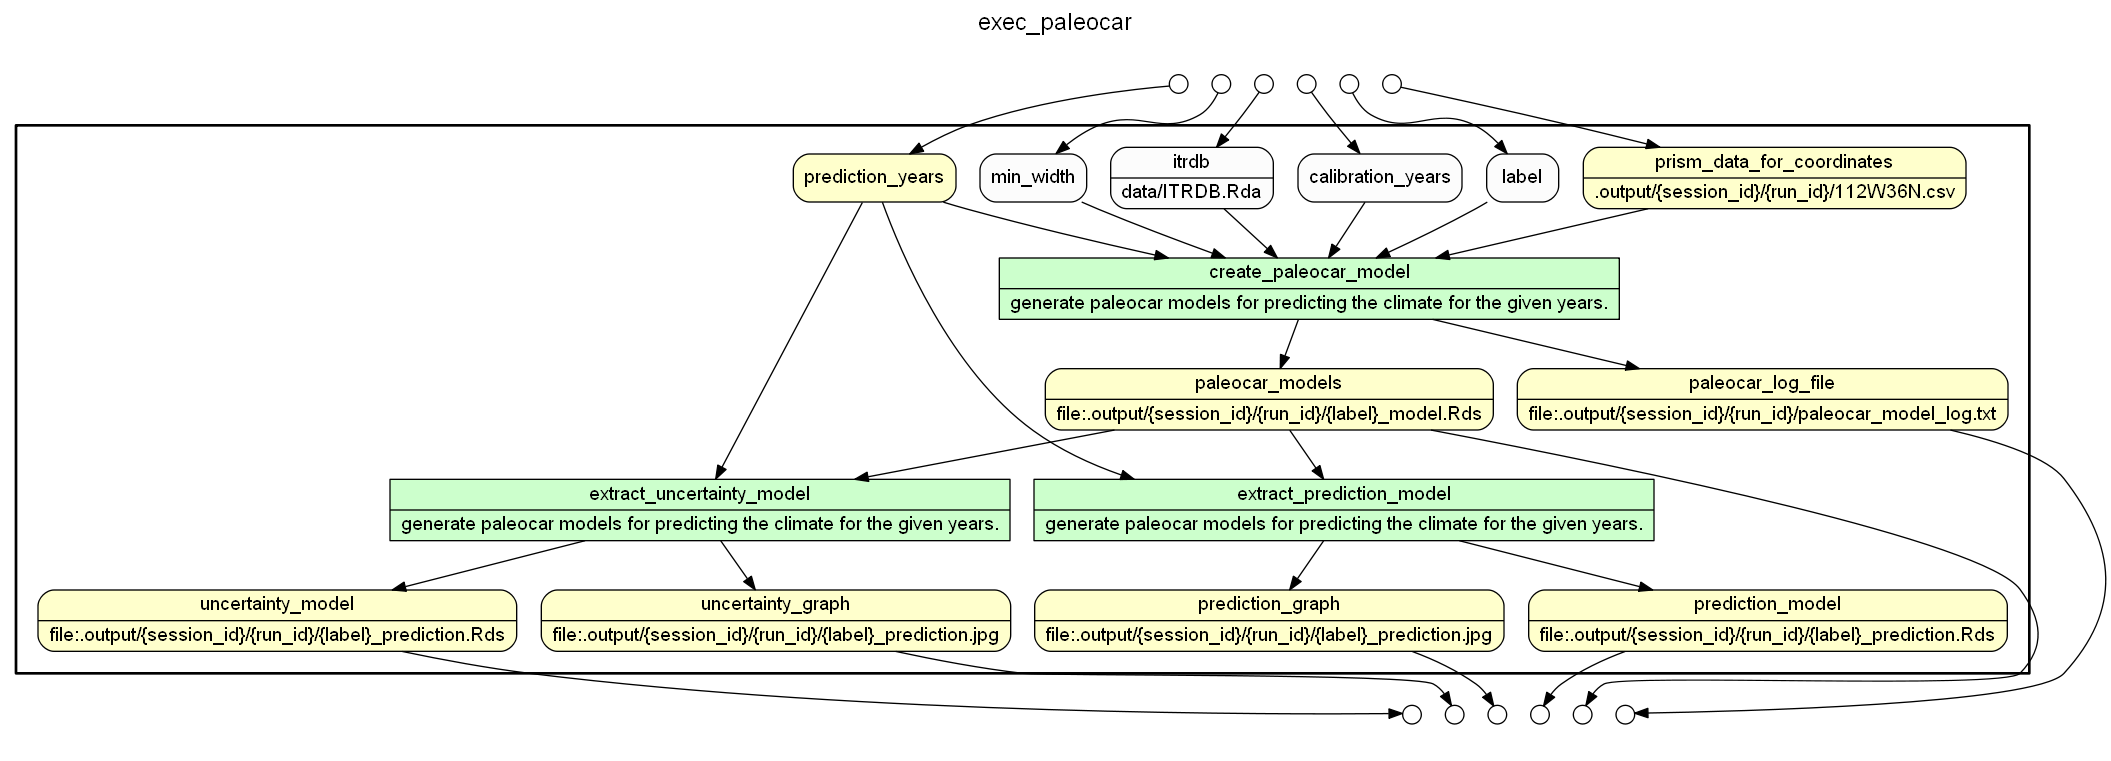 exec_paleocar
prediction_years
min_width
itrdb
data/ITRDB.Rda
calibration_years
label
prism_data_for_coordinates
.output/{session_id}/{run_id}/112W36N.csv
create_paleocar_model
generate paleocar models for predicting the climate for the given years.
paleocar_models
file:.output/{session_id}/{run_id}/{label}_model.Rds
paleocar_log_file
file:.output/{session_id}/{run_id}/paleocar_model_log.txt
extract_uncertainty_model
generate paleocar models for predicting the climate for the given years.
extract_prediction_model
generate paleocar models for predicting the climate for the given years.
uncertainty_model
file:.output/{session_id}/{run_id}/{label}_prediction.Rds
uncertainty_graph
file:.output/{session_id}/{run_id}/{label}_prediction.jpg
prediction_graph
file:.output/{session_id}/{run_id}/{label}_prediction.jpg
prediction_model
file:.output/{session_id}/{run_id}/{label}_prediction.Rds